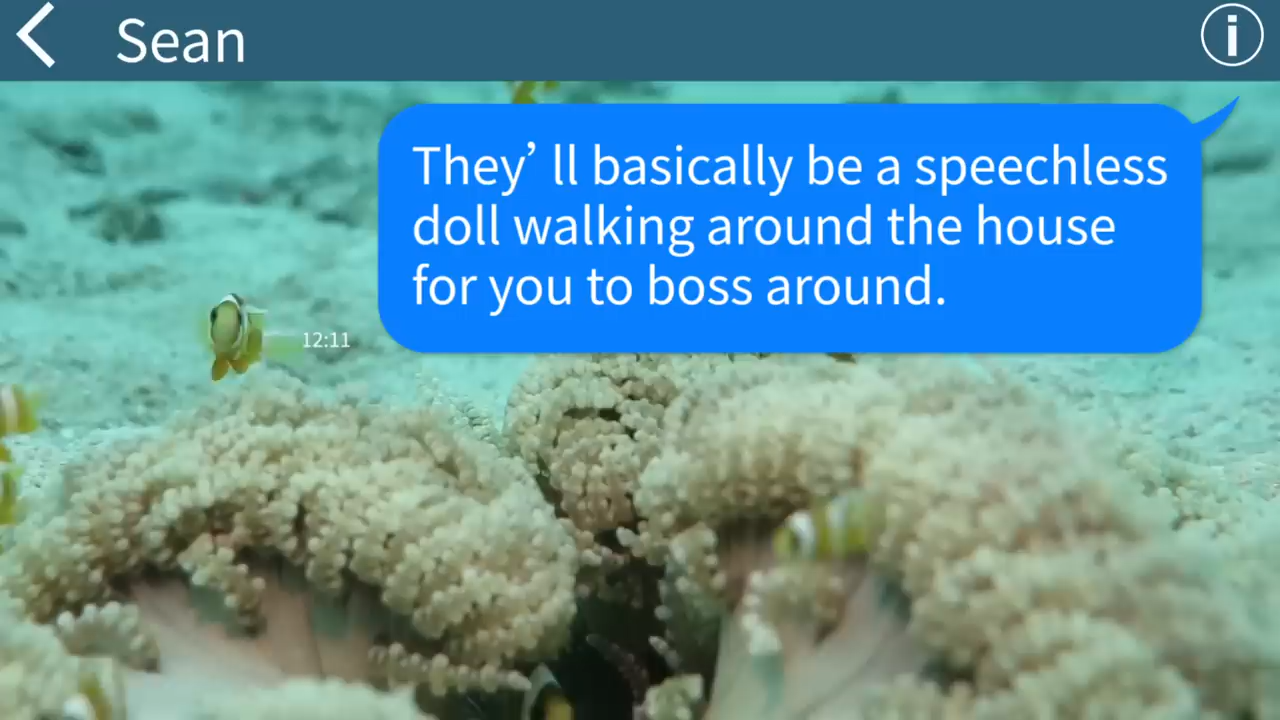 Sean
They’ ll basically be a speechless
doll walking around the house
for you to boss around.
12:11